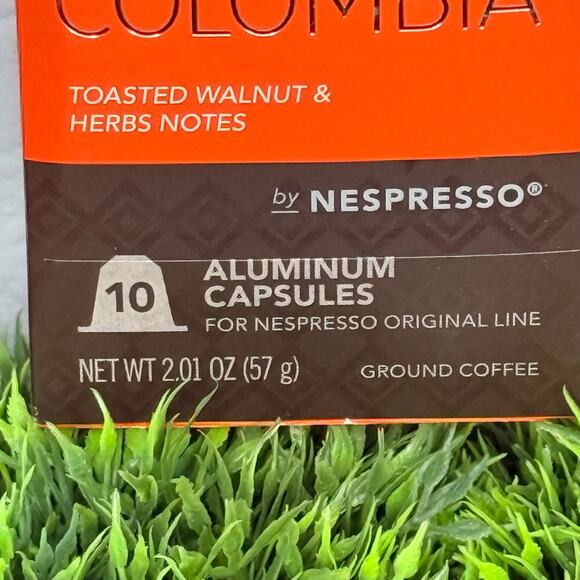 COLOMBIA
TOASTED WALNUT &
HERBS NOTES
by NESPRESSO®
10
ALUMINUM
CAPSULES
FOR NESPRESSO ORIGINAL LINE
NET WT 2.01 OZ (57 g)
GROUND COFFEE